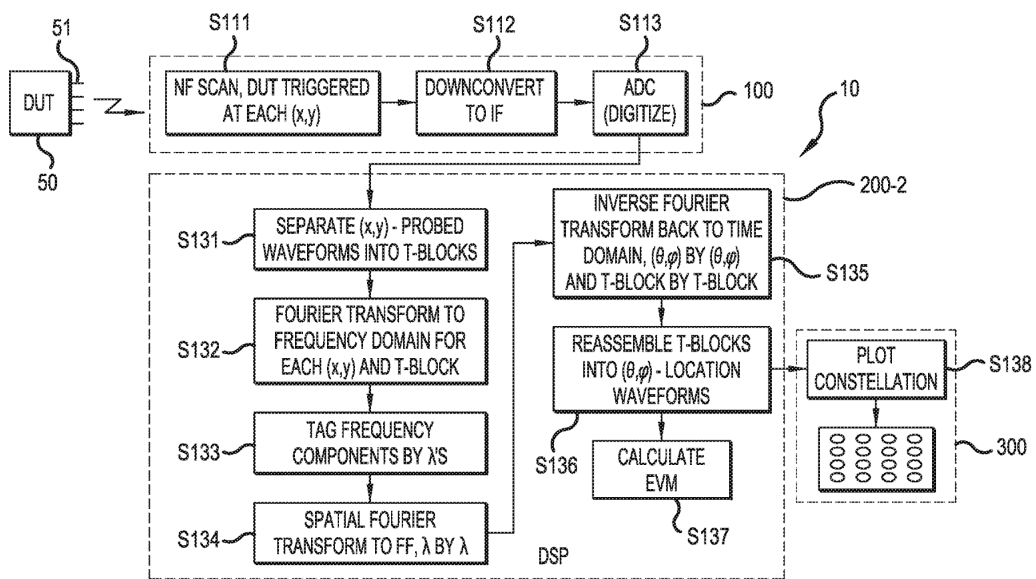 51
DUT
50
S111
S112
S113
NF SCAN, DUT TRIGGERED
AT EACH (x,y)
DOWNCONVERT
TO IF
ADC
(DIGITIZE)
100
10
200-2
S131
SEPARATE (x,y) - PROBED
WAVEFORMS INTO T-BLOCKS
S132
FOURIER TRANSFORM TO
FREQUENCY DOMAIN FOR
EACH (x,y) AND T-BLOCK
S133
TAG FREQUENCY
COMPONENTS BY λ'S
S134
SPATIAL FOURIER
TRANSFORM TO FF, λ BY λ
INVERSE FOURIER
TRANSFORM BACK TO TIME
DOMAIN, (θ,φ) BY (θ,φ)
AND T-BLOCK BY T-BLOCK
S135
REASSEMBLE T-BLOCKS
INTO (θ,φ) - LOCATION
WAVEFORMS
S136
CALCULATE
EVM
S137
DSP
PLOT
CONSTELLATION
S138
300